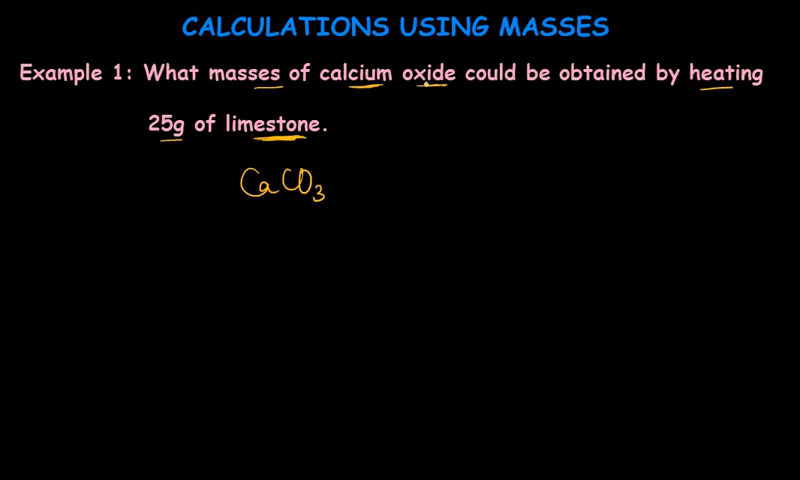 CALCULATIONS USING MASSES
Example 1: What masses of calcium oxide could be obtained by heating
25g of limestone.
CaCO₃